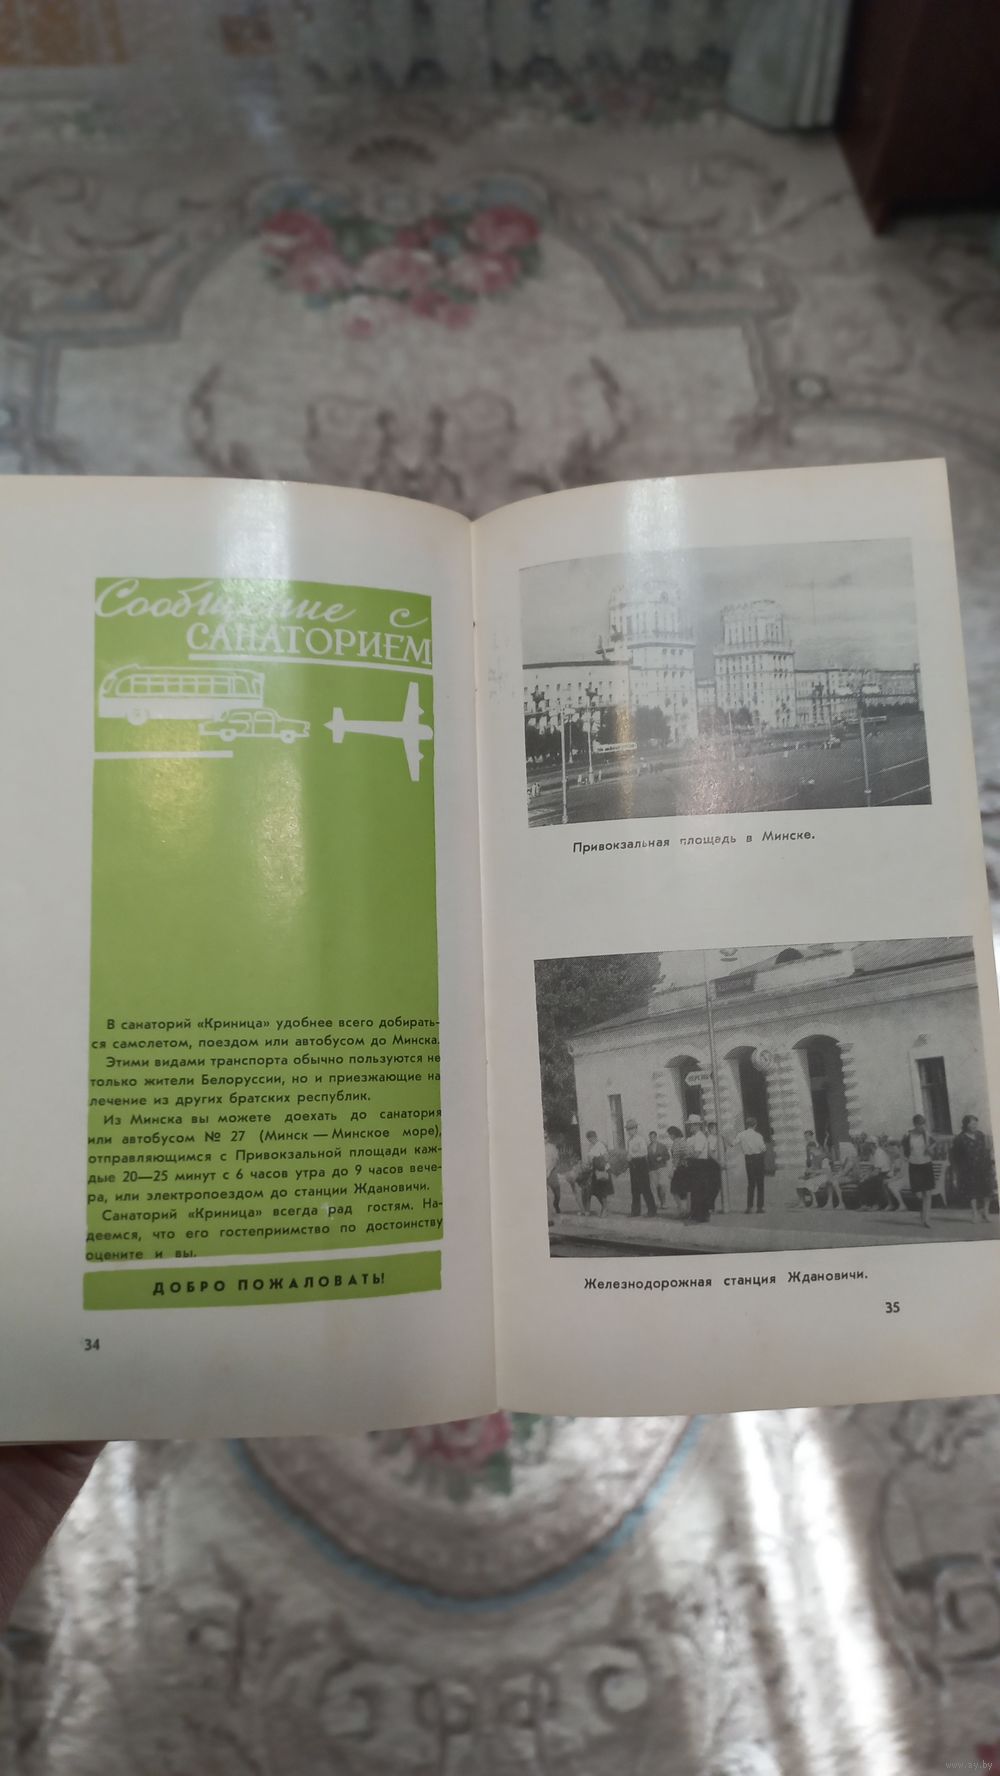 Сообщение с
САНАТОРИЕМ
В санаторий «Криница» удобнее всего добирать-
ся самолетом, поездом или автобусом до Минска.
Этими видами транспорта обычно пользуются не
только жители Белоруссии, но и приезжающие на
лечение из других братских республик.
Из Минска вы можете доехать до санатория
или автобусом № 27 (Минск — Минское море),
отправляющимся с Привокзальной площади каж-
дые 20—25 минут с 6 часов утра до 9 часов вече-
ра, или электропоездом до станции Ждановичи.
Санаторий «Криница» всегда рад гостям. На-
деемся, что его гостеприимство по достоинству
оцените и вы.
ДОБРО ПОЖАЛОВАТЬ!
34
Привокзальная площадь в Минске.
Железнодорожная станция Ждановичи.
35
www.ay.by